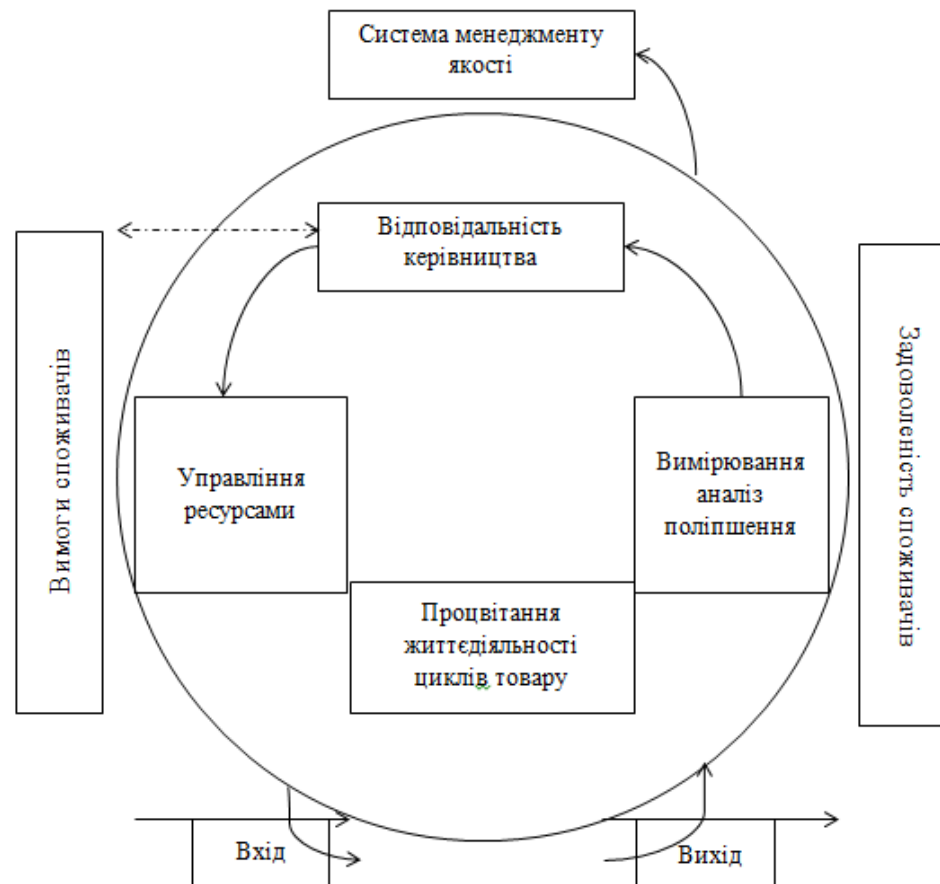 Система менеджменту
якості
Відповідальність
керівництва
Вимоги споживачів
Задоволеність споживачів
Управління
ресурсами
Вимірювання
аналіз
поліпшення
Процвітання
життєдіяльності
циклів товару
Вхід
Вихід